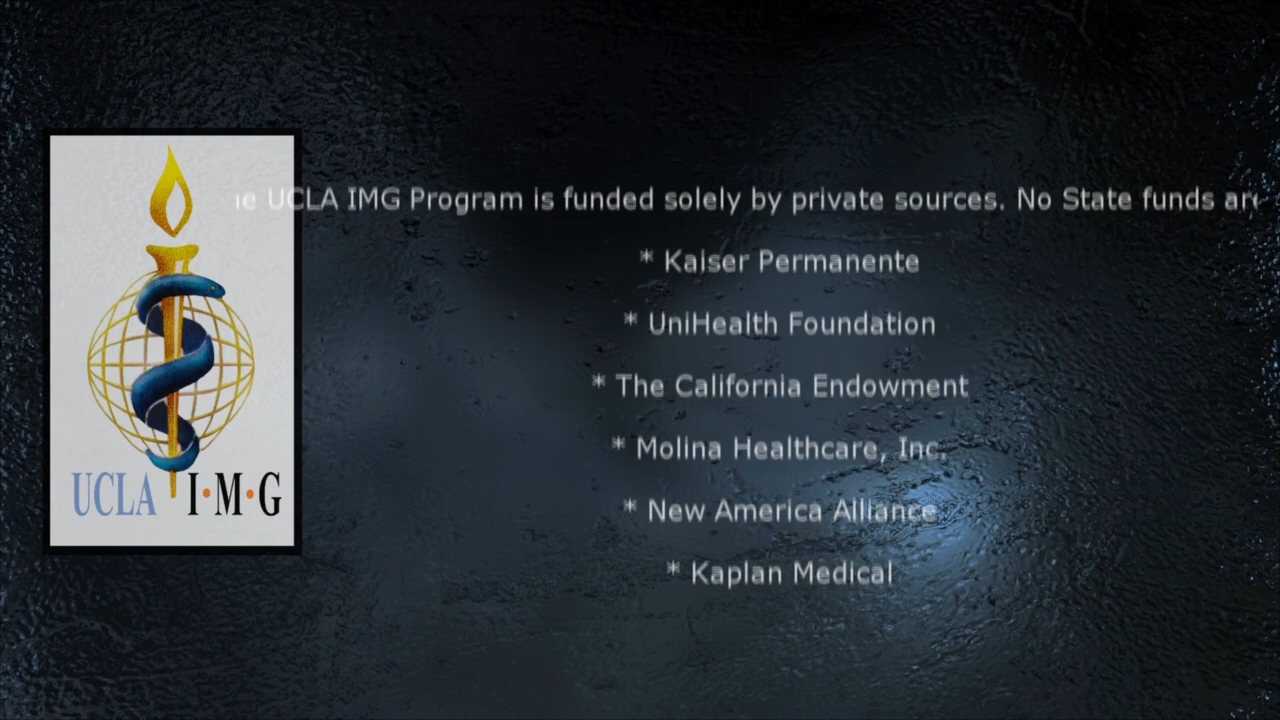 UCLA IMG Program is funded solely by private sources. No State funds
* Kaiser Permanente
* UniHealth Foundation
* The California Endowment
* Molina Healthcare, Inc.
* New America Alliance
* Kaplan Medical
UCLA I·M·G